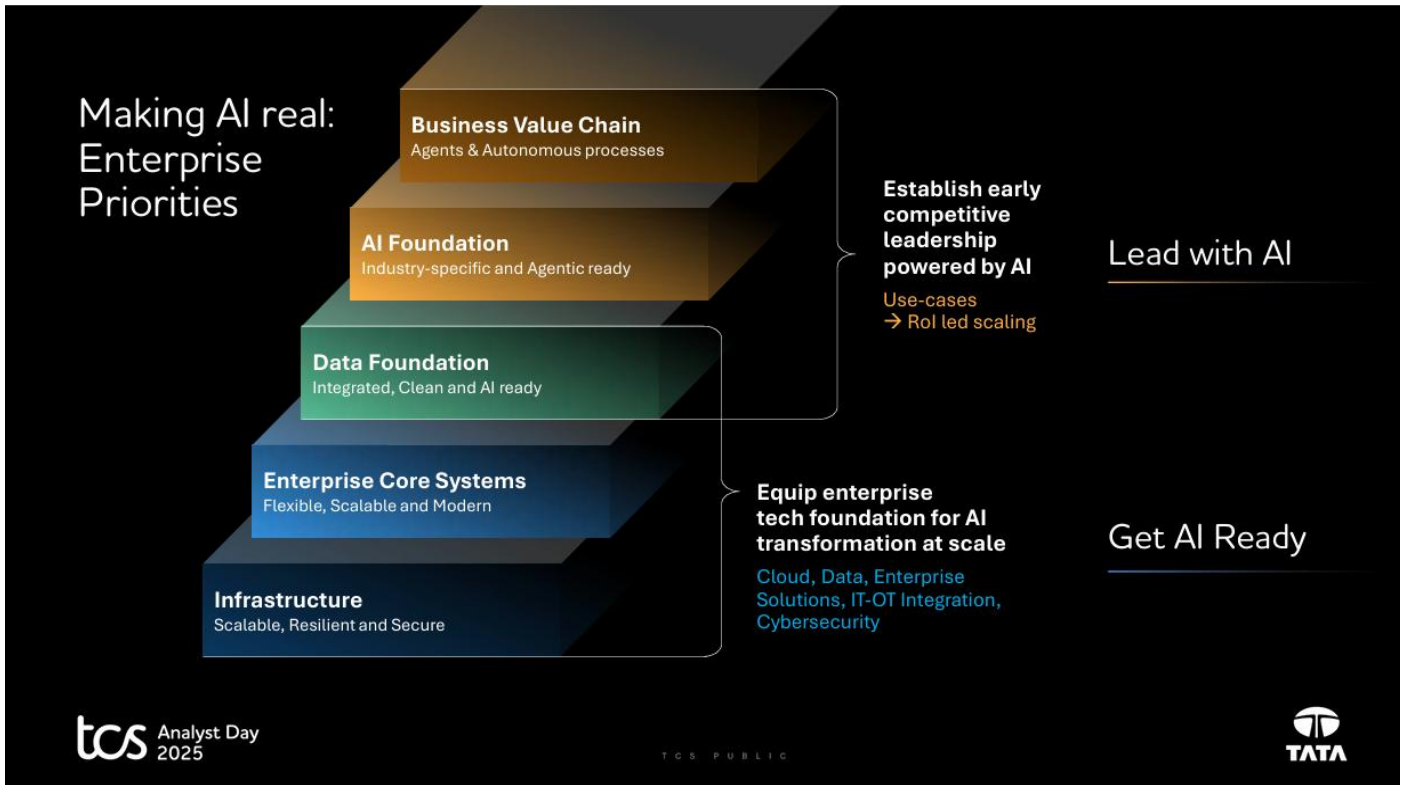 Making AI real:
Enterprise
Priorities
Business Value Chain
Agents & Autonomous processes
AI Foundation
Industry-specific and Agentic ready
Data Foundation
Integrated, Clean and AI ready
Enterprise Core Systems
Flexible, Scalable and Modern
Infrastructure
Scalable, Resilient and Secure
Establish early
competitive
leadership
powered by AI
Use-cases
→ RoI led scaling
Lead with AI
Equip enterprise
tech foundation for AI
transformation at scale
Cloud, Data, Enterprise
Solutions, IT-OT Integration,
Cybersecurity
Get AI Ready
tcs Analyst Day
2025
TCS PUBLIC
TATA